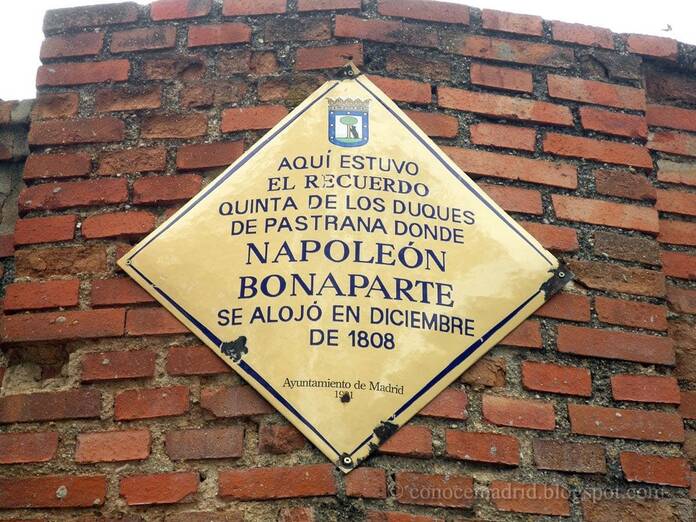 AQUÍ ESTUVO
EL RECUERDO
QUINTA DE LOS DUQUES
DE PASTRANA DONDE
NAPOLEÓN
BONAPARTE
SE ALOJÓ EN DICIEMBRE
DE 1808
Ayuntamiento de Madrid
© conocemadrid.blogspot.com